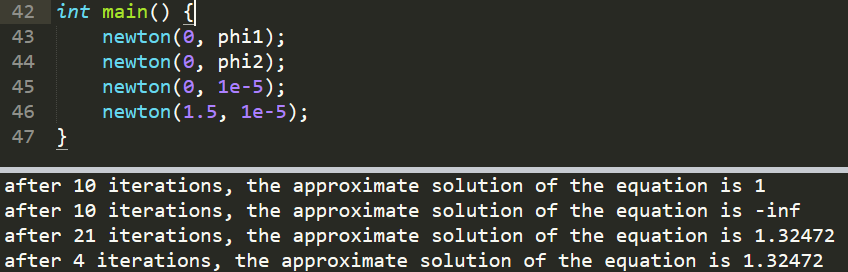 42 int main() {
43     newton(0, phi1);
44     newton(0, phi2);
45     newton(0, 1e-5);
46     newton(1.5, 1e-5);
47 }
after 10 iterations, the approximate solution of the equation is 1
after 10 iterations, the approximate solution of the equation is -inf
after 21 iterations, the approximate solution of the equation is 1.32472
after 4 iterations, the approximate solution of the equation is 1.32472